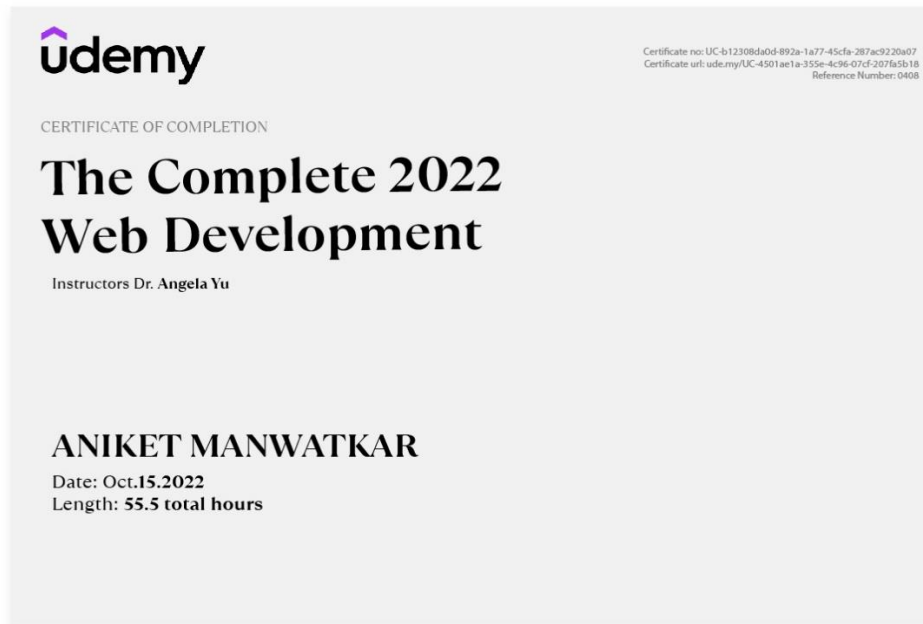 udemy
Certificate no: UC-b12308da0d-892a-1a77-45cfa-287ac9220a07
Certificate url: ude.my/UC-4501ae1a-355e-4c96-07cf-207fa5b18
Reference Number: 0408
CERTIFICATE OF COMPLETION
The Complete 2022
Web Development
Instructors Dr. Angela Yu
ANIKET MANWATKAR
Date: Oct.15.2022
Length: 55.5 total hours